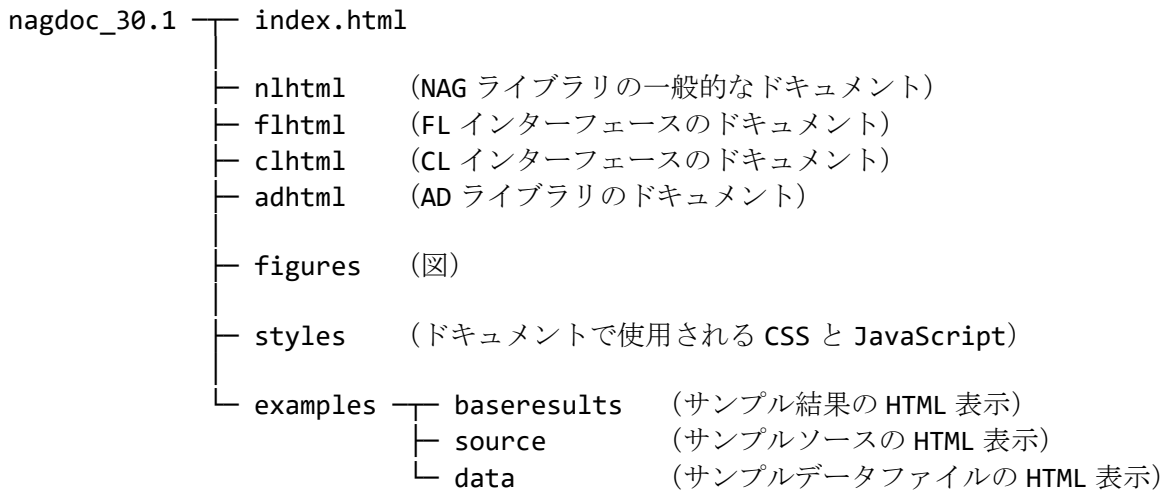 nagdoc_30.1 ─┬─ index.html
├─ nlhtml （NAG ライブラリの一般的なドキュメント）
├─ flhtml （FL インターフェースのドキュメント）
├─ clhtml （CL インターフェースのドキュメント）
├─ adhtml （AD ライブラリのドキュメント）
├─ figures （図）
├─ styles （ドキュメントで使用される CSS と JavaScript）
└─ examples ─┬─ baseresults （サンプル結果の HTML 表示）
├─ source （サンプルソースの HTML 表示）
└─ data （サンプルデータファイルの HTML 表示）